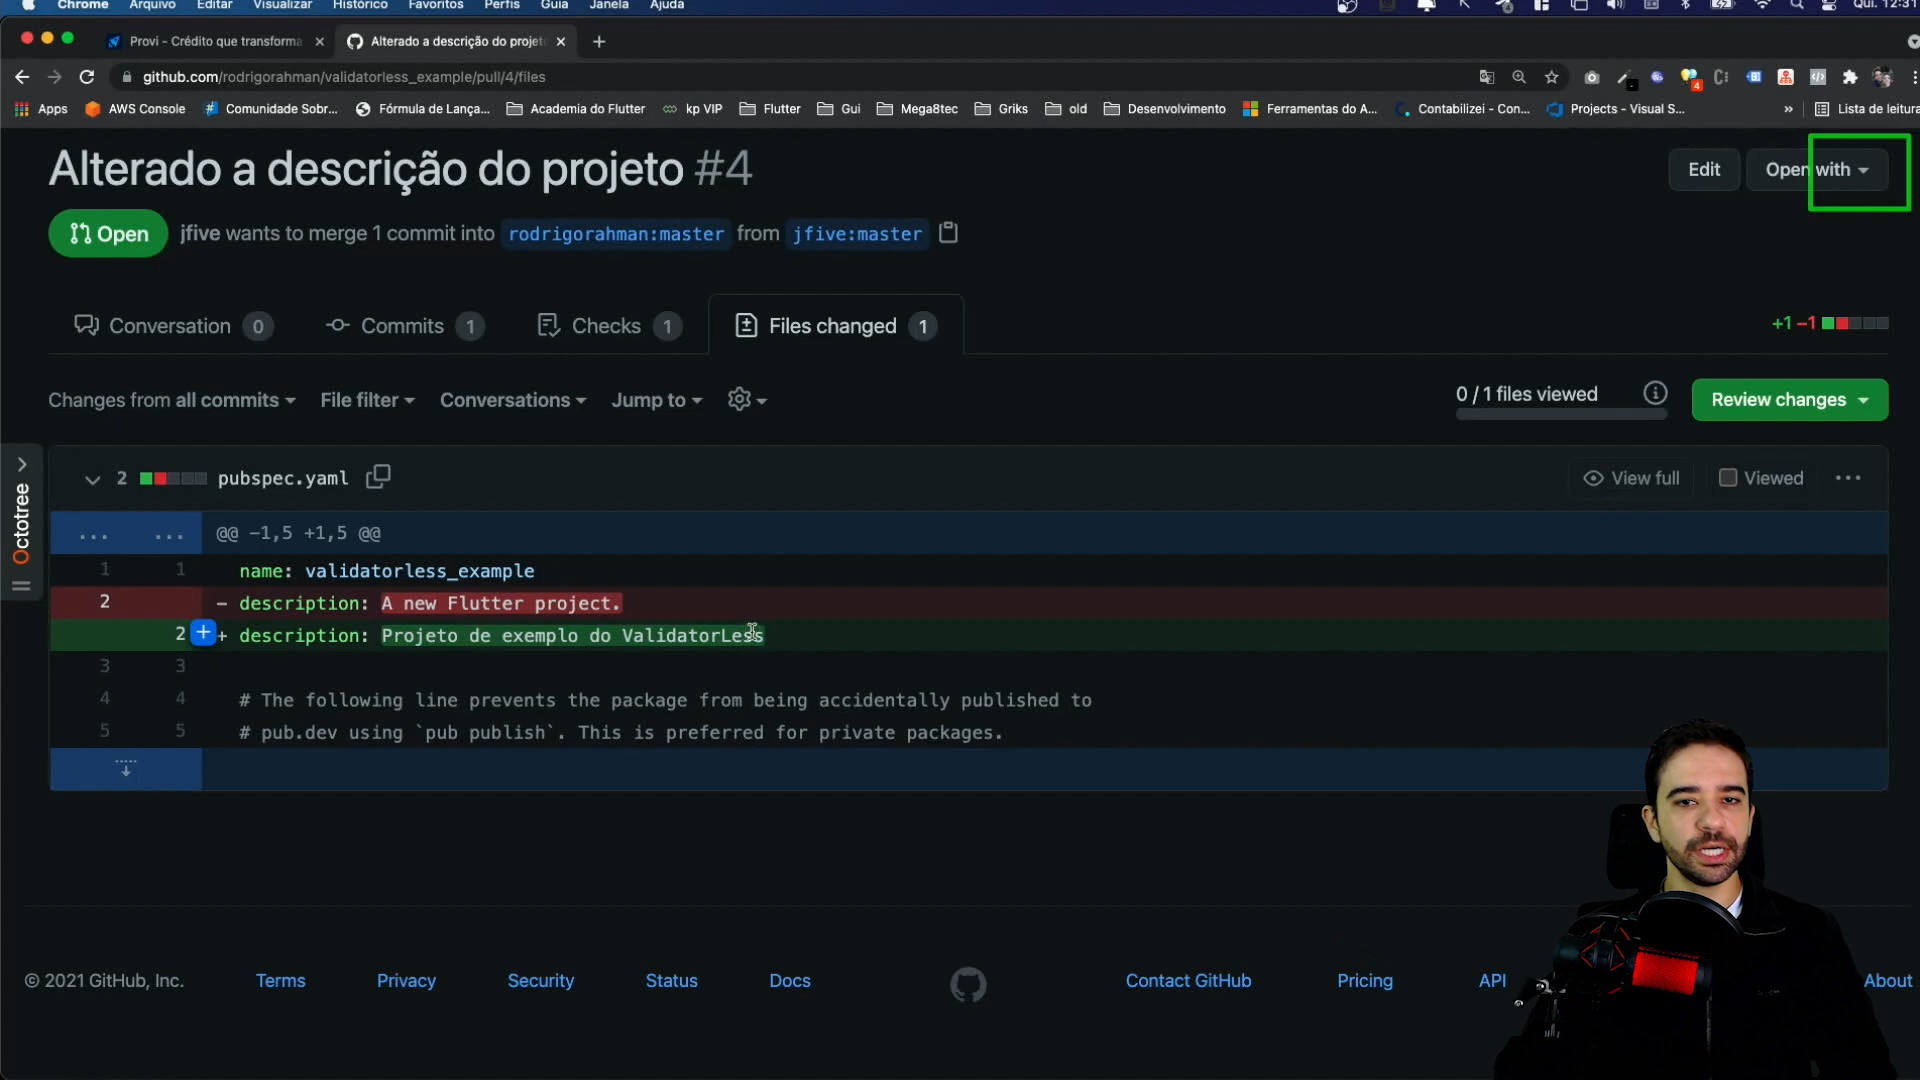 Chrome Arquivo Editar Visualizar Histórico Favoritos Perfis Guia Janela Ajuda Qui. 12:31
Provi - Crédito que transforma Alterado a descrição do projet
github.com/rodrigorahman/validatorless_example/pull/4/files
Apps AWS Console Comunidade Sobr... Fórmula de Lança... Academia do Flutter kp VIP Flutter Gui Mega8tec Griks old Desenvolvimento Ferramentas do A... Contabilizei - Con... Projects - Visual S... » Lista de leitura
Alterado a descrição do projeto #4
Edit Open with
Open jfive wants to merge 1 commit into rodrigorahman:master from jfive:master
Conversation 0 Commits 1 Checks 1 Files changed 1 +1 −1
Changes from all commits File filter Conversations Jump to 0 / 1 files viewed Review changes
Octotree
2 pubspec.yaml View full Viewed ...
... ... @@ -1,5 +1,5 @@
1 1 name: validatorless_example
2 - description: A new Flutter project.
2 + + description: Projeto de exemplo do ValidatorLess
3 3
4 4 # The following line prevents the package from being accidentally published to
5 5 # pub.dev using `pub publish`. This is preferred for private packages.
© 2021 GitHub, Inc. Terms Privacy Security Status Docs Contact GitHub Pricing API About